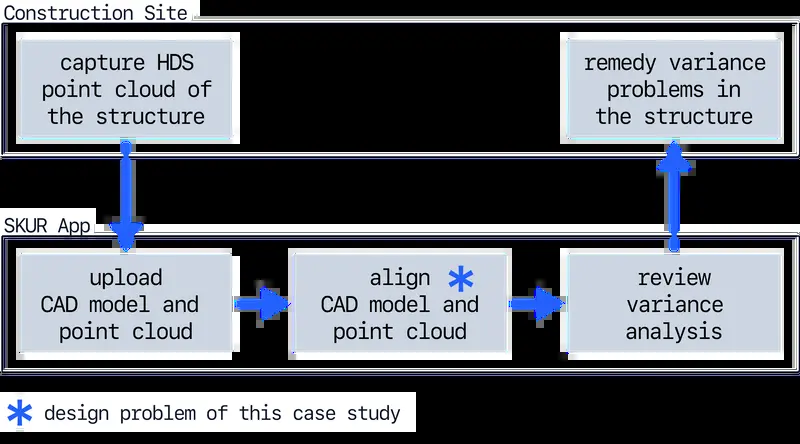 Construction Site
capture HDS
point cloud of
the structure
remedy variance
problems in
the structure
SKUR App
upload
CAD model and
point cloud
align *
CAD model and
point cloud
review
variance
analysis
* design problem of this case study